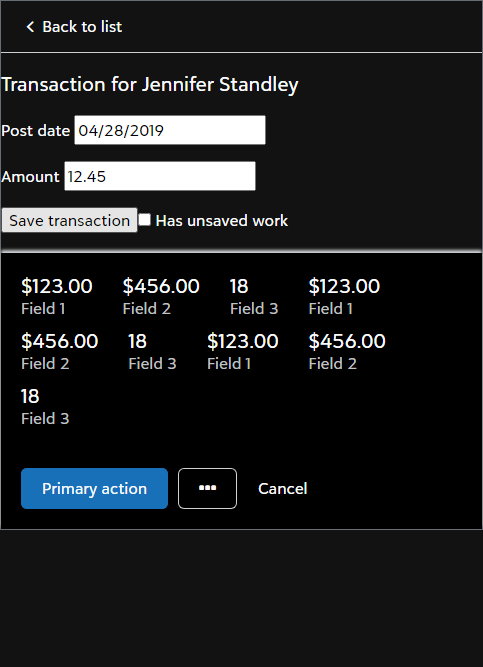 Back to list
Transaction for Jennifer Standley
Post date 04/28/2019
Amount 12.45
Save transaction Has unsaved work
$123.00 $456.00 18 $123.00
Field 1 Field 2 Field 3 Field 1
$456.00 18 $123.00 $456.00
Field 2 Field 3 Field 1 Field 2
18
Field 3
Primary action ••• Cancel